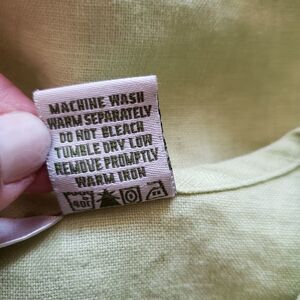 MACHINE WASH
WARM SEPARATELY
DO NOT BLEACH
TUMBLE DRY LOW
REMOVE PROMPTLY
WARM IRON